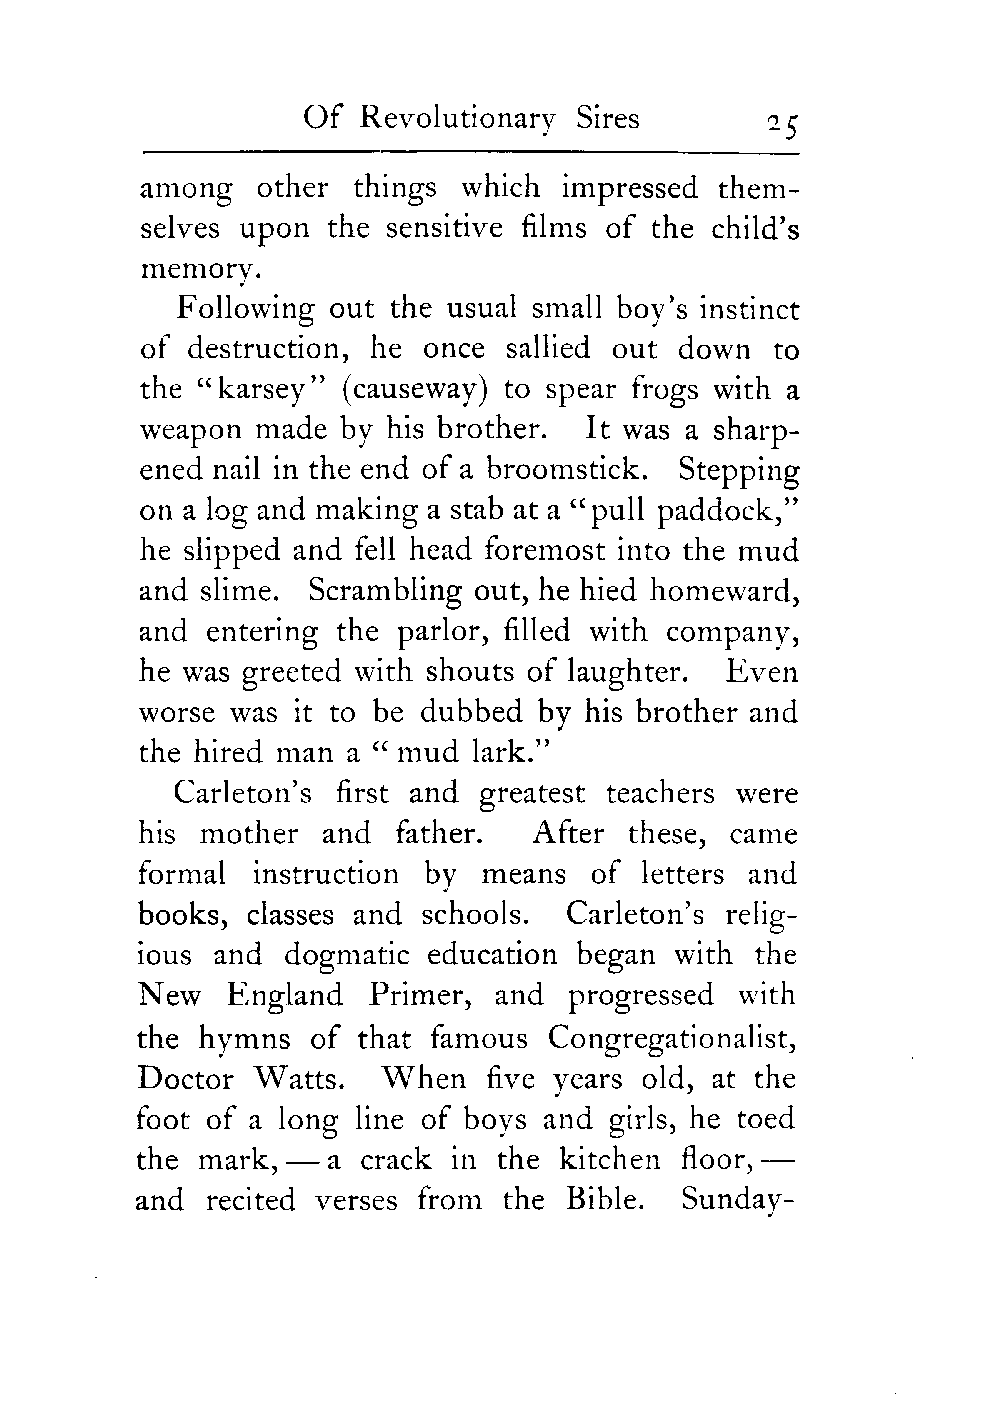 Of Revolutionary Sires 25
among other things which impressed them-
selves upon the sensitive films of the child's
memory.
Following out the usual small boy's instinct
of destruction, he once sallied out down to
the "karsey" (causeway) to spear frogs with a
weapon made by his brother. It was a sharp-
ened nail in the end of a broomstick. Stepping
on a log and making a stab at a "pull paddock,"
he slipped and fell head foremost into the mud
and slime. Scrambling out, he hied homeward,
and entering the parlor, filled with company,
he was greeted with shouts of laughter. Even
worse was it to be dubbed by his brother and
the hired man a "mud lark."
Carleton's first and greatest teachers were
his mother and father. After these, came
formal instruction by means of letters and
books, classes and schools. Carleton's relig-
ious and dogmatic education began with the
New England Primer, and progressed with
the hymns of that famous Congregationalist,
Doctor Watts. When five years old, at the
foot of a long line of boys and girls, he toed
the mark, — a crack in the kitchen floor, —
and recited verses from the Bible. Sunday-